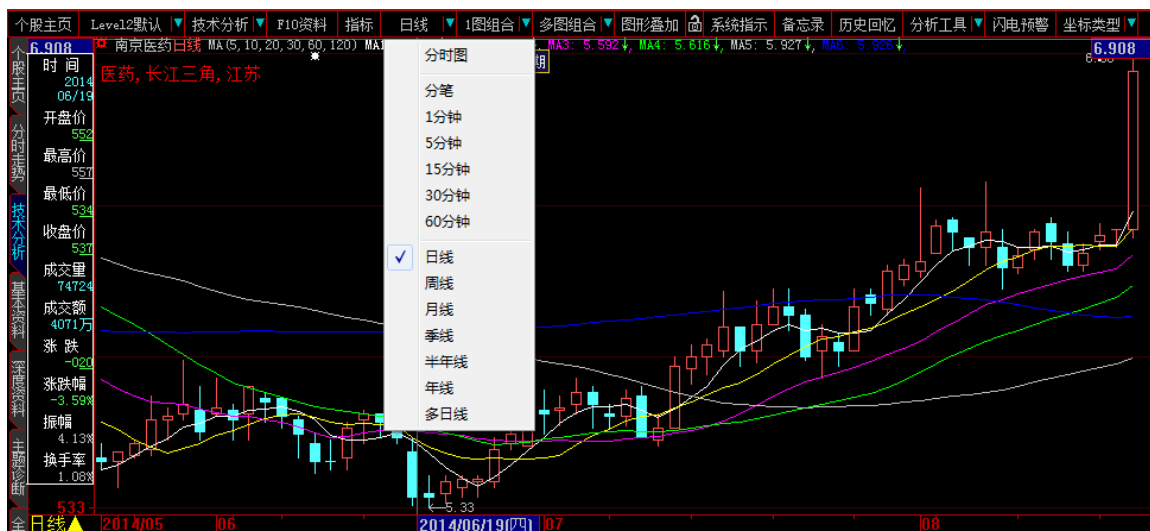 个股主页 Level2默认 技术分析 F10资料 指标 日线 1图组合 多图组合 图形叠加 系统指示 备忘录 历史回忆 分析工具 闪电预警 坐标类型
6.908 南京医药日线 MA(5,10,20,30,60,120) MA3: 5.592↓, MA4: 5.616↓, MA5: 5.927↓, MA6: 5.926↓ 6.908
医药,长江三角,江苏
期
个股主页
分时走势
技术分析
基本资料
深度资料
主题诊断
全
时间
2014
06/19
开盘价
552
最高价
557
最低价
534
收盘价
537
成交量
74724
成交额
4071万
涨跌
-020
涨跌幅
-3.59%
振幅
4.13%
换手率
1.08%
533
分时图
分笔
1分钟
5分钟
15分钟
30分钟
60分钟
✓ 日线
周线
月线
季线
半年线
年线
多日线
←5.33
日线▲ 2014/05 06 2014/06/19(四) 07 08